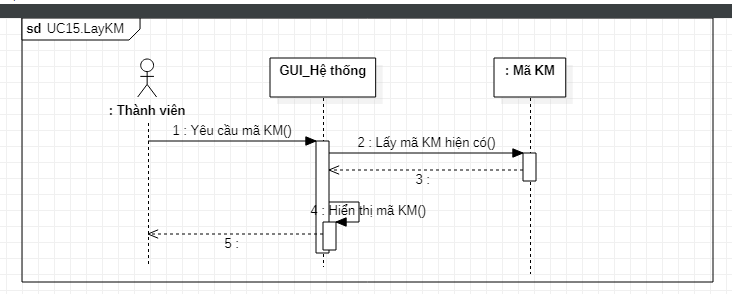 sd UC15.LayKM
GUI_Hệ thống
: Mã KM
: Thành viên
1 : Yêu cầu mã KM()
2 : Lấy mã KM hiện có()
3 :
4 : Hiển thị mã KM()
5 :